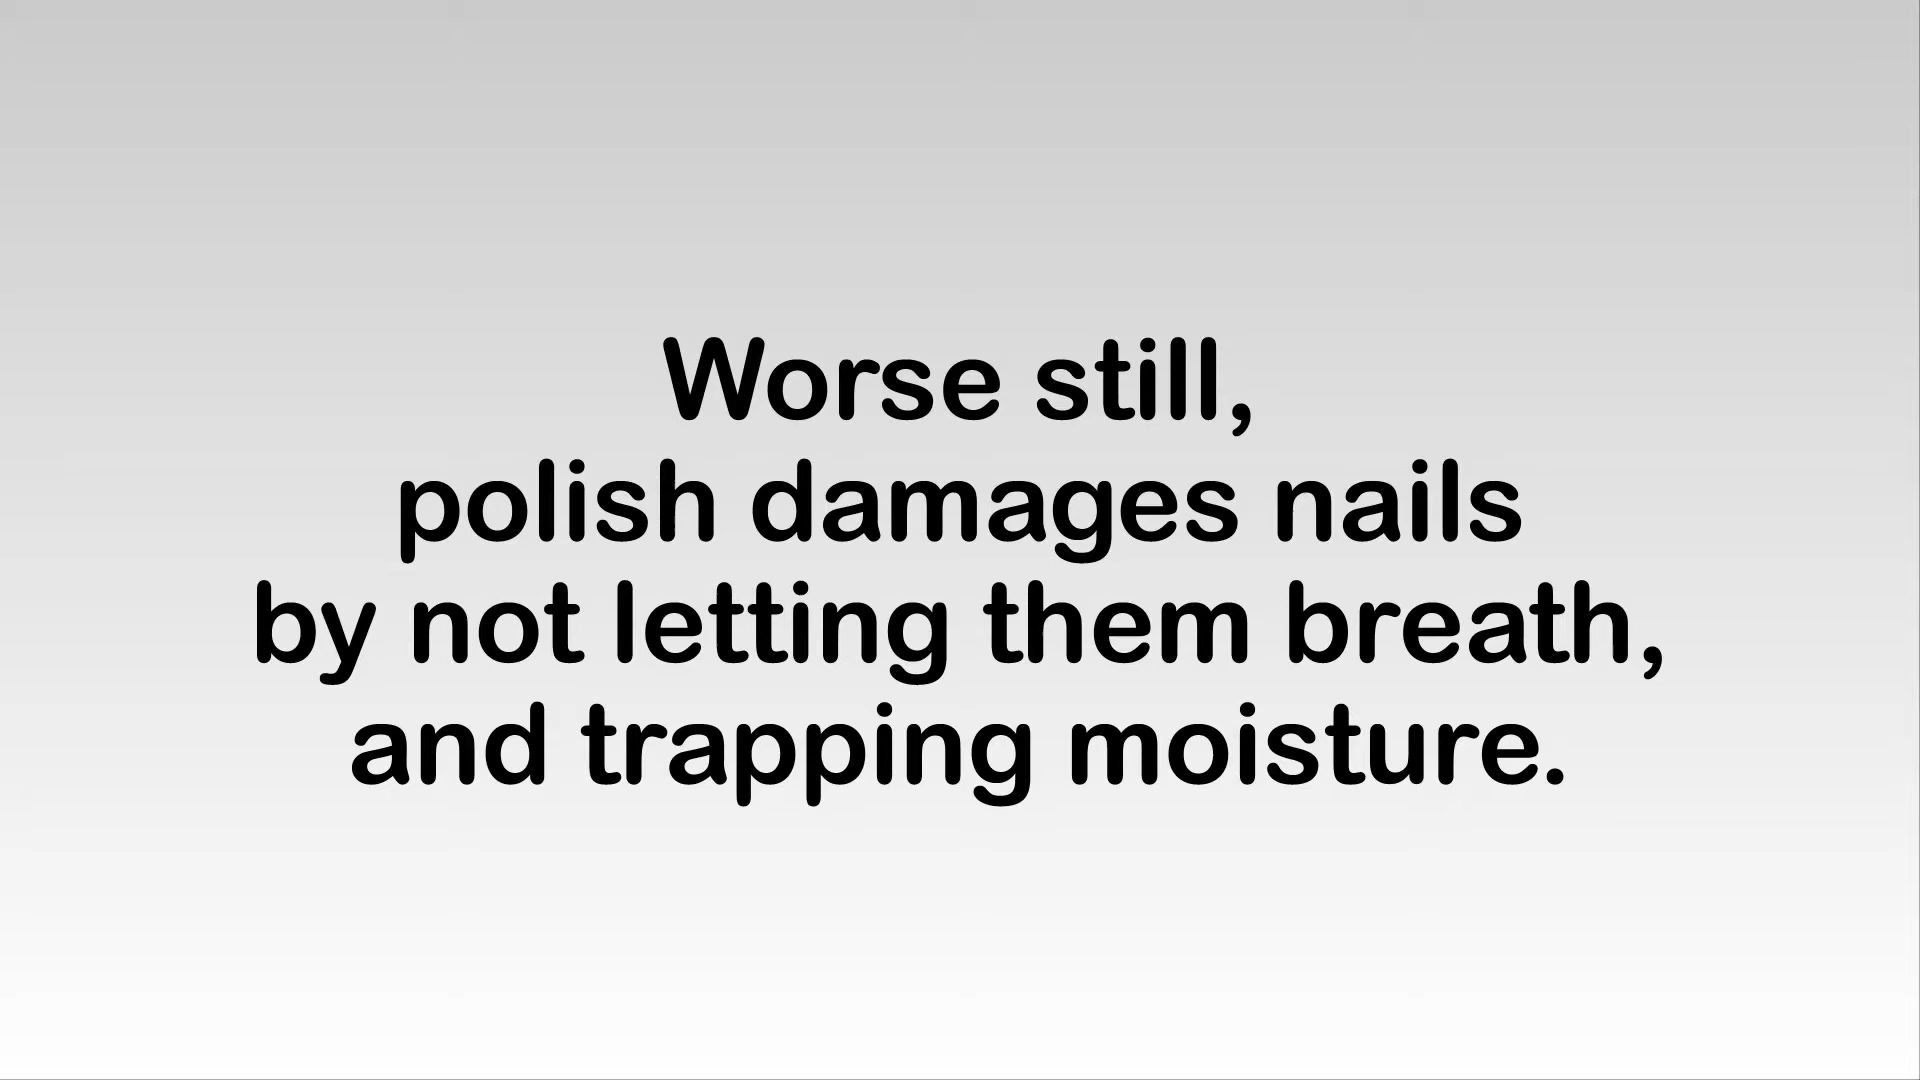 Worse still,
polish damages nails
by not letting them breath,
and trapping moisture.